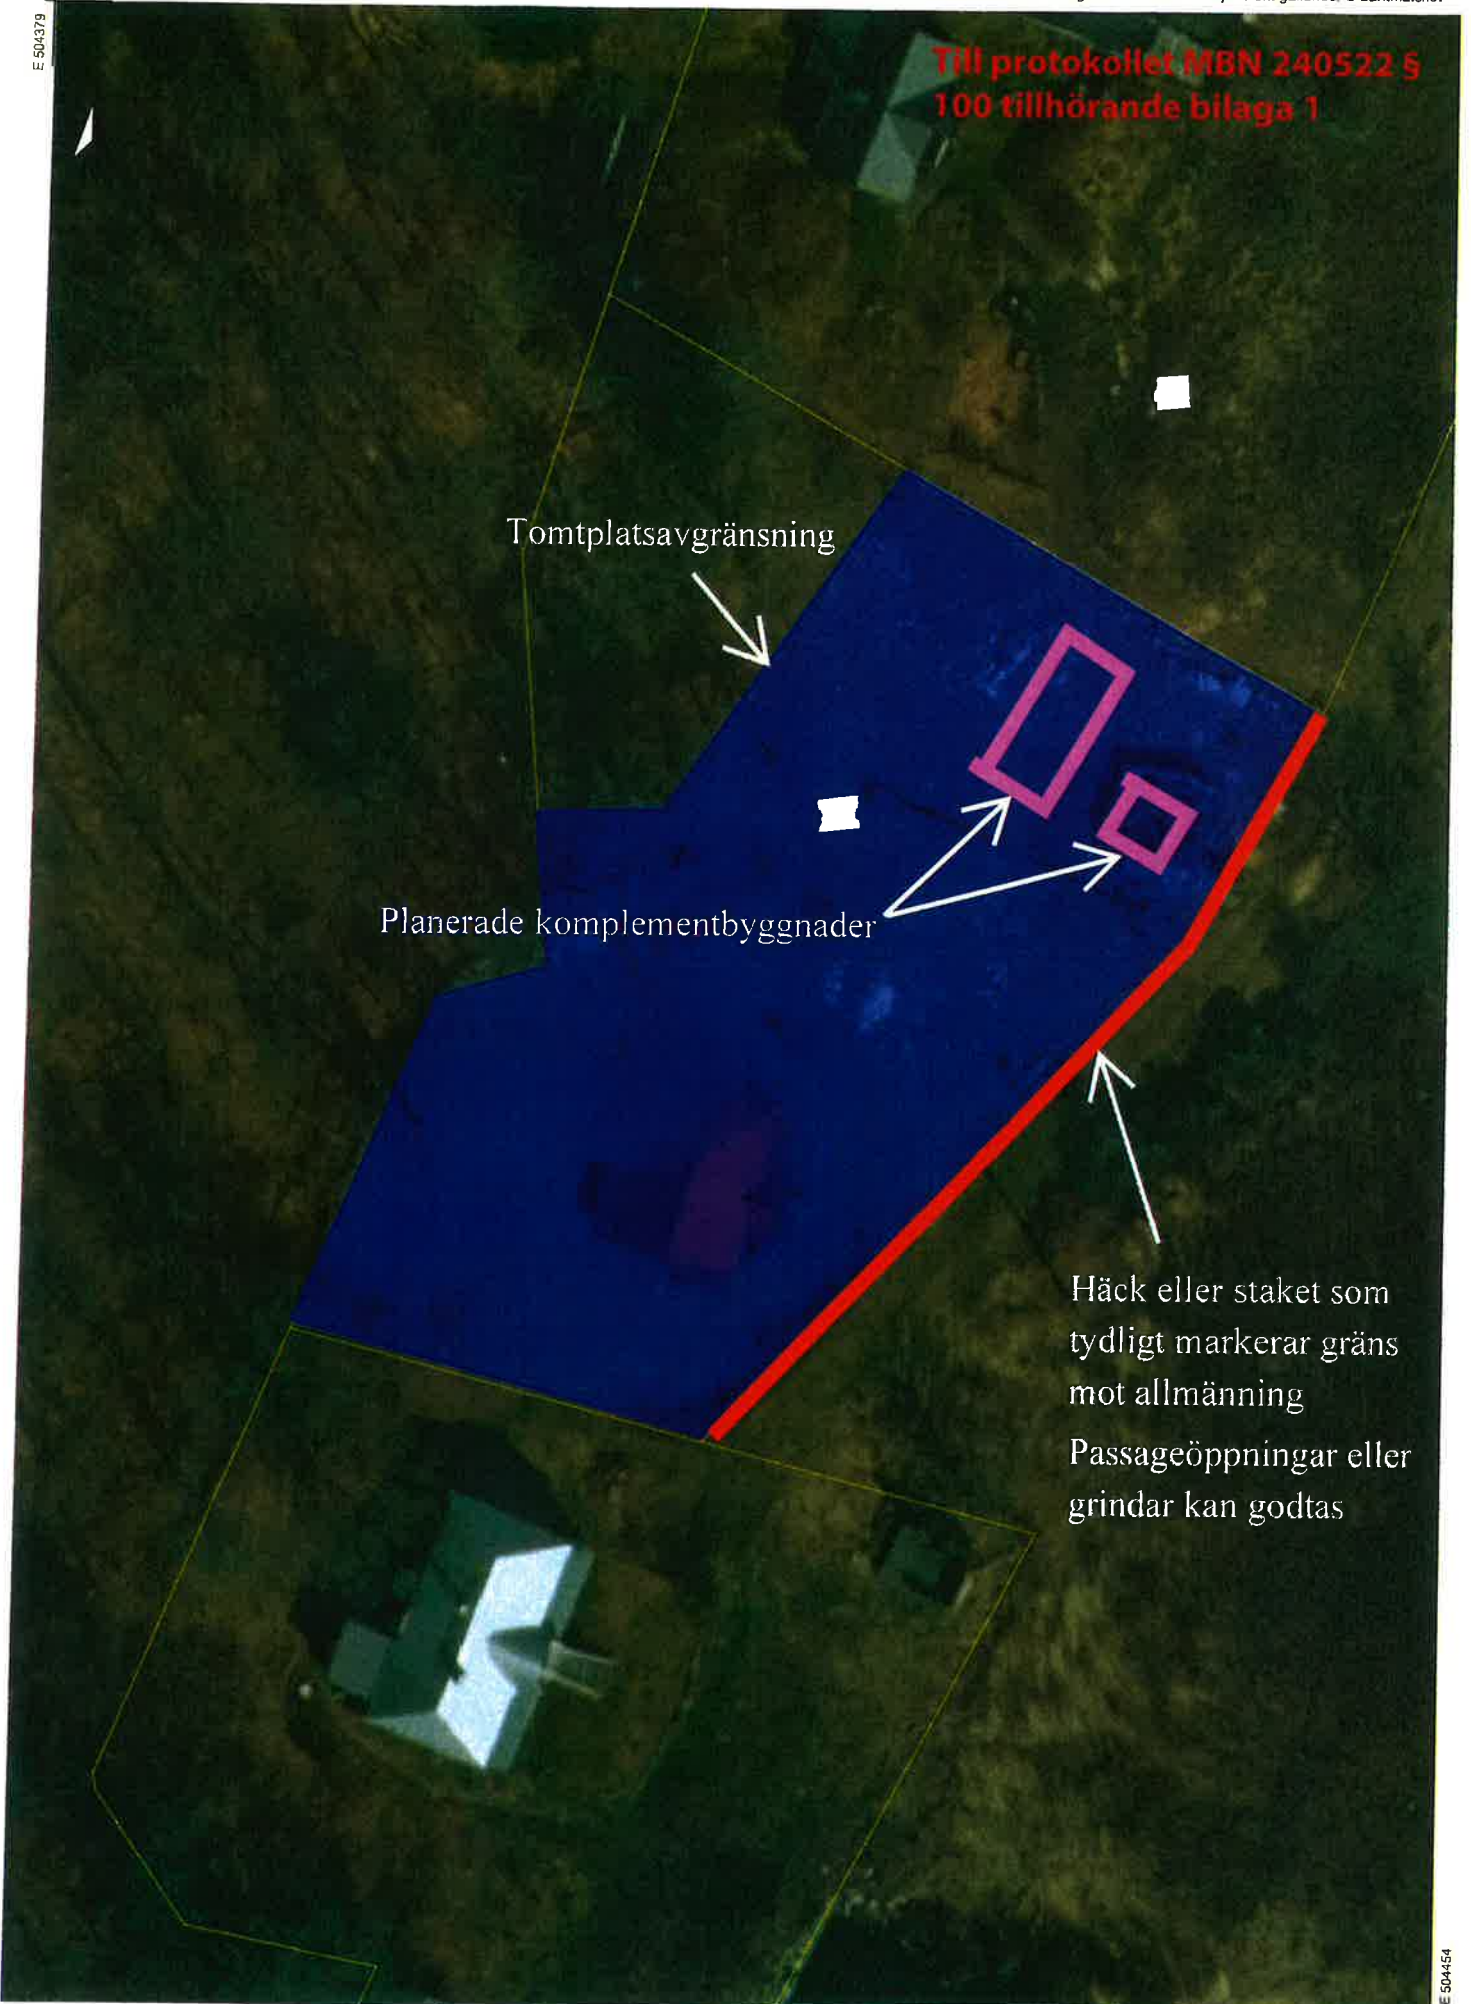 E 504379
Till protokollet MBN 240522 §
100 tillhörande bilaga 1
Tomtplatsavgränsning
Planerade komplementbyggnader
Häck eller staket som
tydligt markerar gräns
mot allmänning
Passageöppningar eller
grindar kan godtas
E 504454